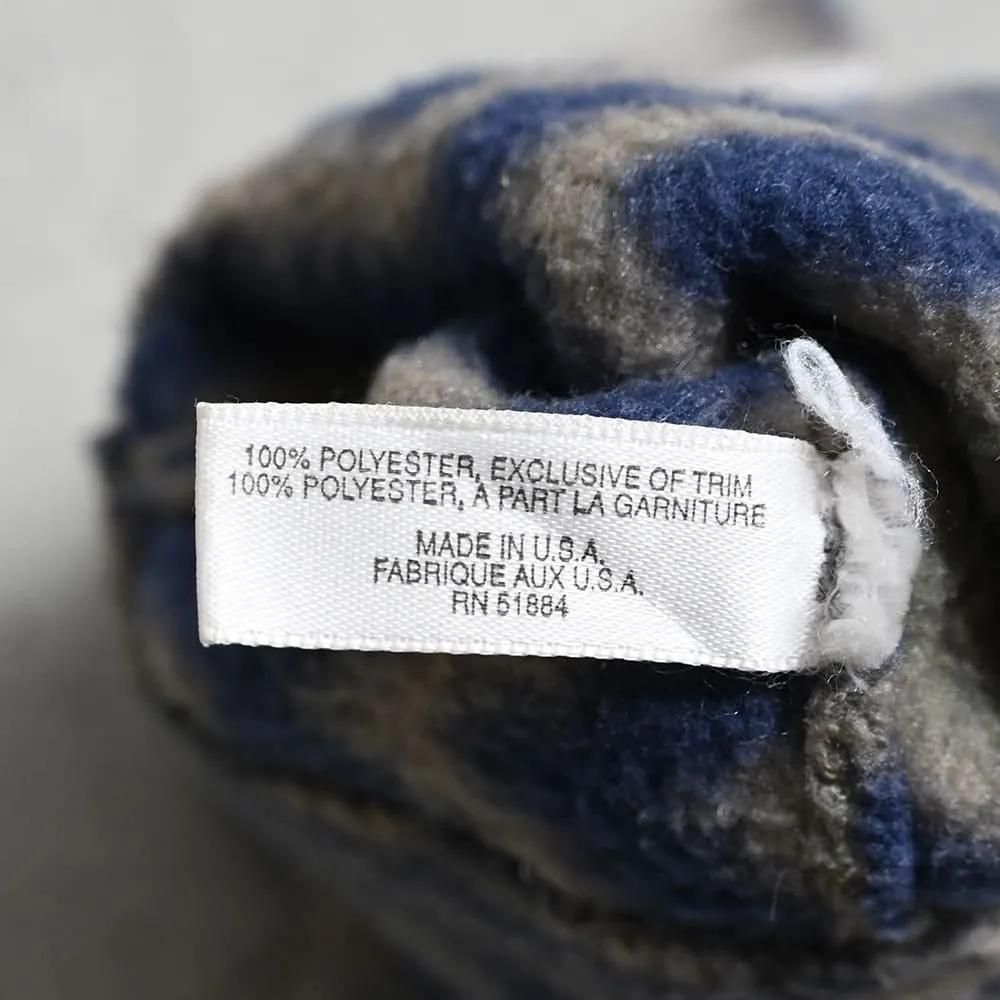 100% POLYESTER, EXCLUSIVE OF TRIM
100% POLYESTER, A PART LA GARNITURE
MADE IN U.S.A.
FABRIQUE AUX U.S.A.
RN 51884